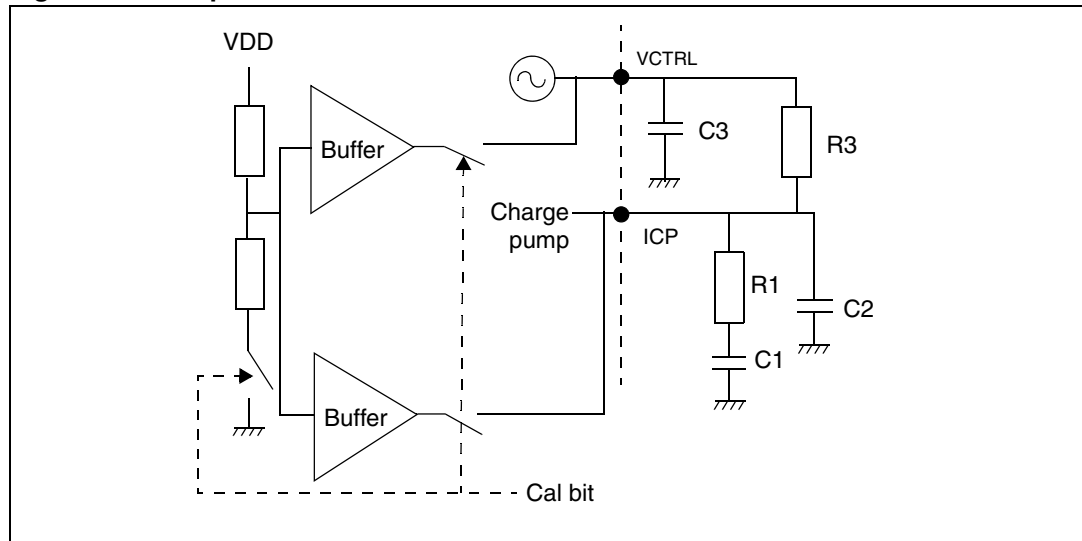 VDD
VCTRL
Buffer
C3
R3
Charge
pump
ICP
R1
C2
C1
Buffer
Cal bit